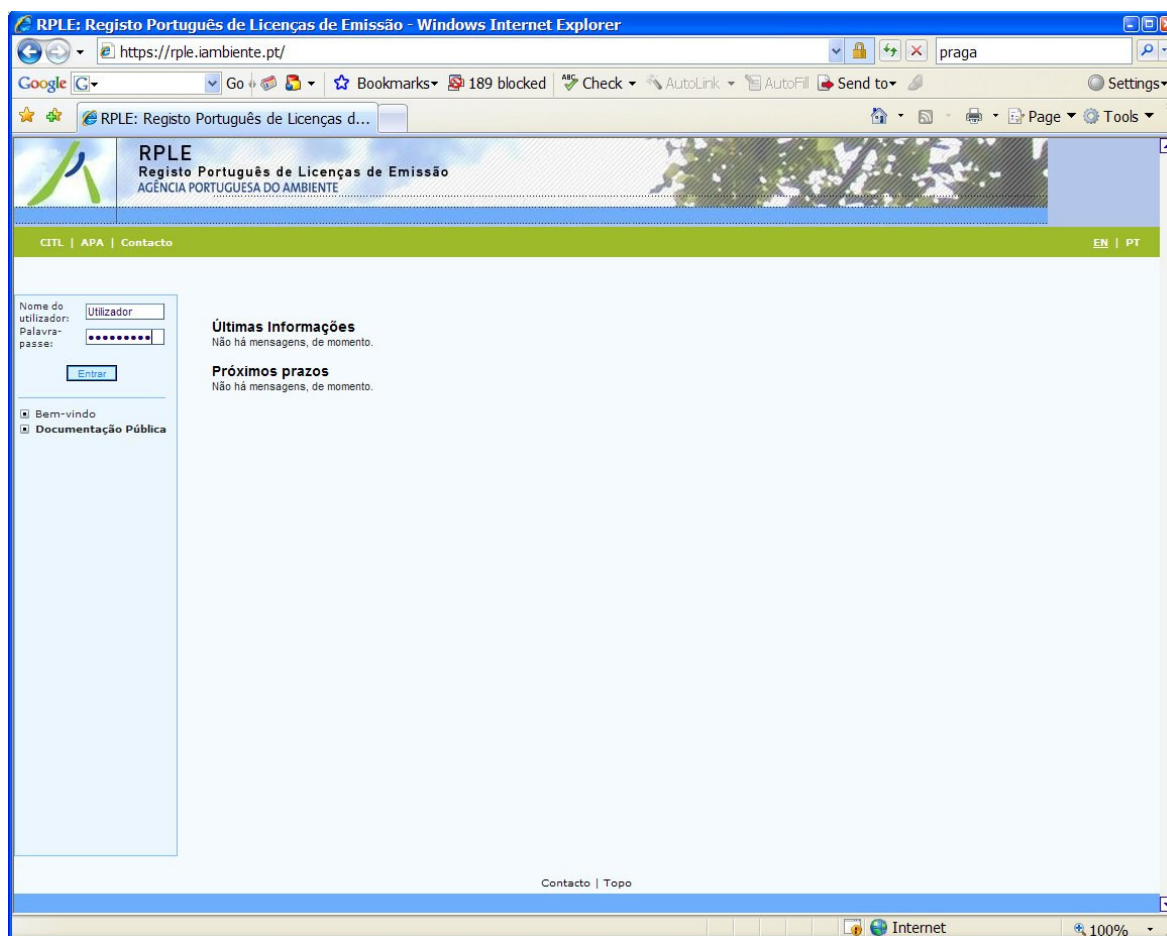 RPLE: Registo Português de Licenças de Emissão - Windows Internet Explorer
https://rple.iambiente.pt/
praga
Google G Go Bookmarks 189 blocked Check AutoLink AutoFill Send to Settings
RPLE: Registo Português de Licenças d... Page Tools
RPLE
Registo Português de Licenças de Emissão
AGÊNCIA PORTUGUESA DO AMBIENTE
CITL | APA | Contacto EN | PT
Nome do utilizador: Utilizador
Palavra-passe:
Entrar
Bem-vindo
Documentação Pública
Últimas Informações
Não há mensagens, de momento.
Próximos prazos
Não há mensagens, de momento.
Contacto | Topo
Internet 100%